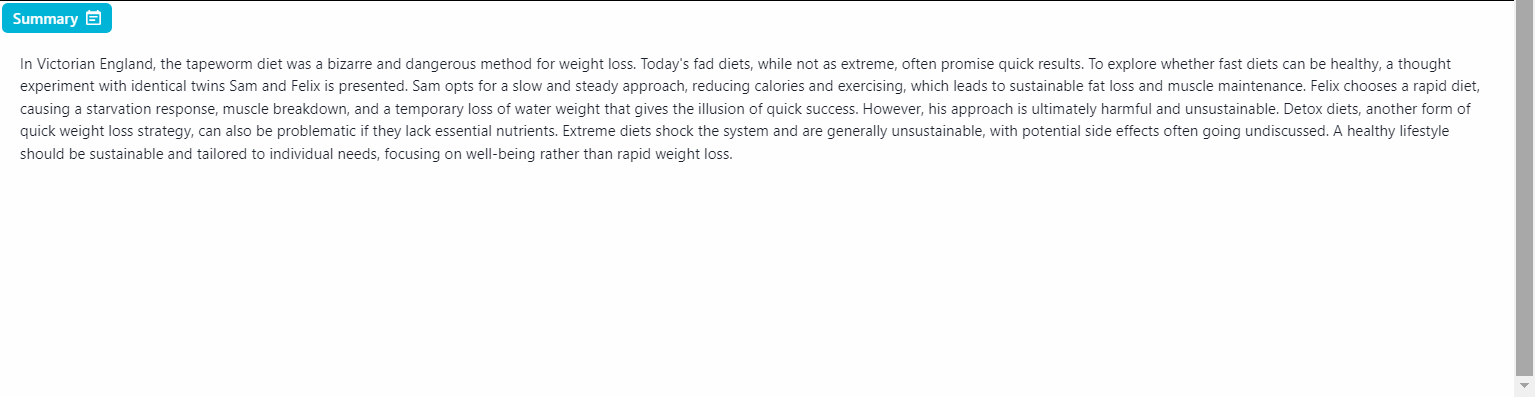 Summary
In Victorian England, the tapeworm diet was a bizarre and dangerous method for weight loss. Today's fad diets, while not as extreme, often promise quick results. To explore whether fast diets can be healthy, a thought
experiment with identical twins Sam and Felix is presented. Sam opts for a slow and steady approach, reducing calories and exercising, which leads to sustainable fat loss and muscle maintenance. Felix chooses a rapid diet,
causing a starvation response, muscle breakdown, and a temporary loss of water weight that gives the illusion of quick success. However, his approach is ultimately harmful and unsustainable. Detox diets, another form of
quick weight loss strategy, can also be problematic if they lack essential nutrients. Extreme diets shock the system and are generally unsustainable, with potential side effects often going undiscussed. A healthy lifestyle
should be sustainable and tailored to individual needs, focusing on well-being rather than rapid weight loss.